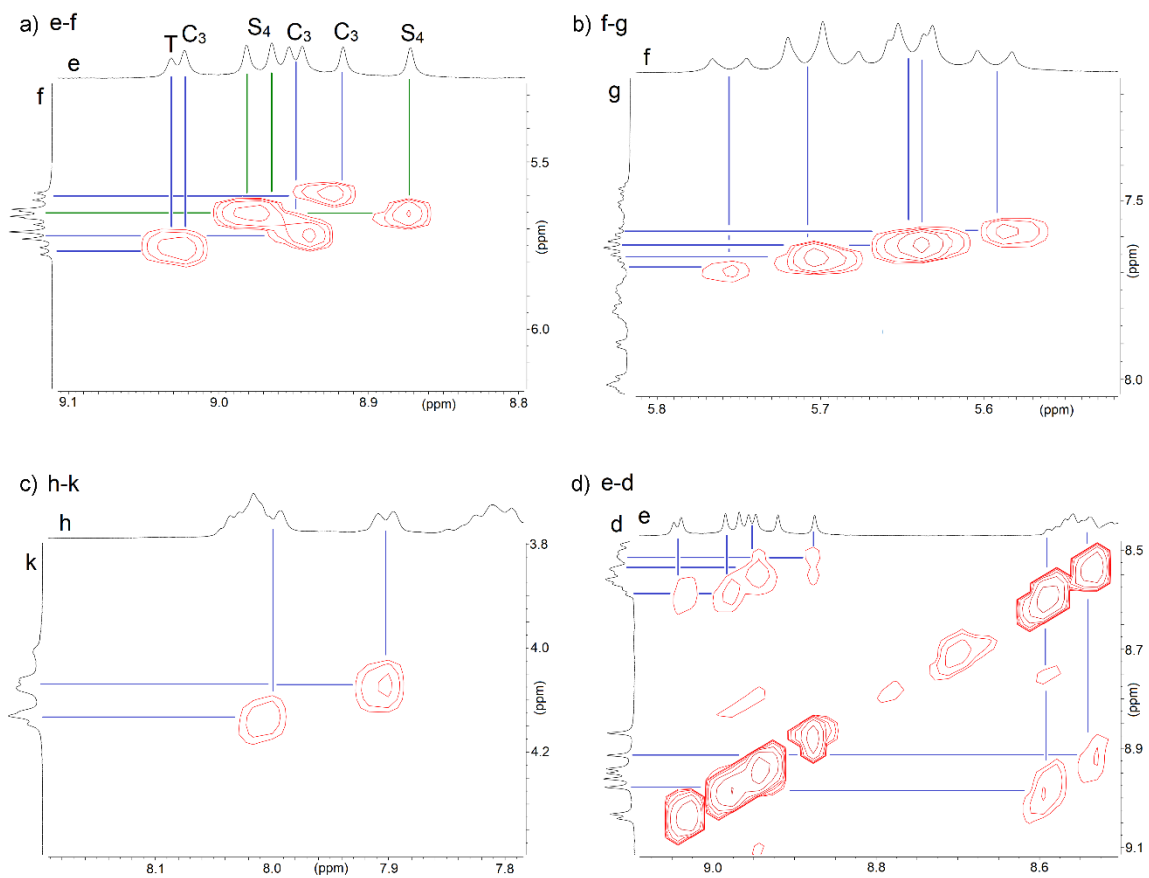 a) e-f
T C₃ S₄ C₃ C₃ S₄
e
f
5.5
(ppm)
6.0
9.1 9.0 8.9 (ppm) 8.8
b) f-g
f
g
7.5
(ppm)
8.0
5.8 5.7 5.6 (ppm)
c) h-k
h
k
3.8
4.0
(ppm)
4.2
8.1 8.0 (ppm) 7.9 7.8
d) e-d
e
d
8.5
8.7
(ppm)
8.9
9.1
9.0 (ppm) 8.8 8.6